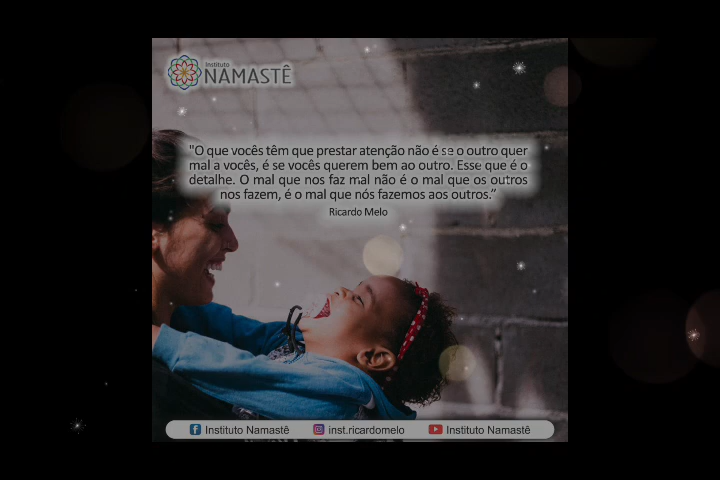 Instituto
NAMASTÊ
"O que vocês têm que prestar atenção não é se o outro quer
mal a vocês, é se vocês querem bem ao outro. Esse que é o
detalhe. O mal que nos faz mal não é o mal que os outros
nos fazem, é o mal que nós fazemos aos outros."
Ricardo Melo
Instituto Namastê inst.ricardomelo Instituto Namastê